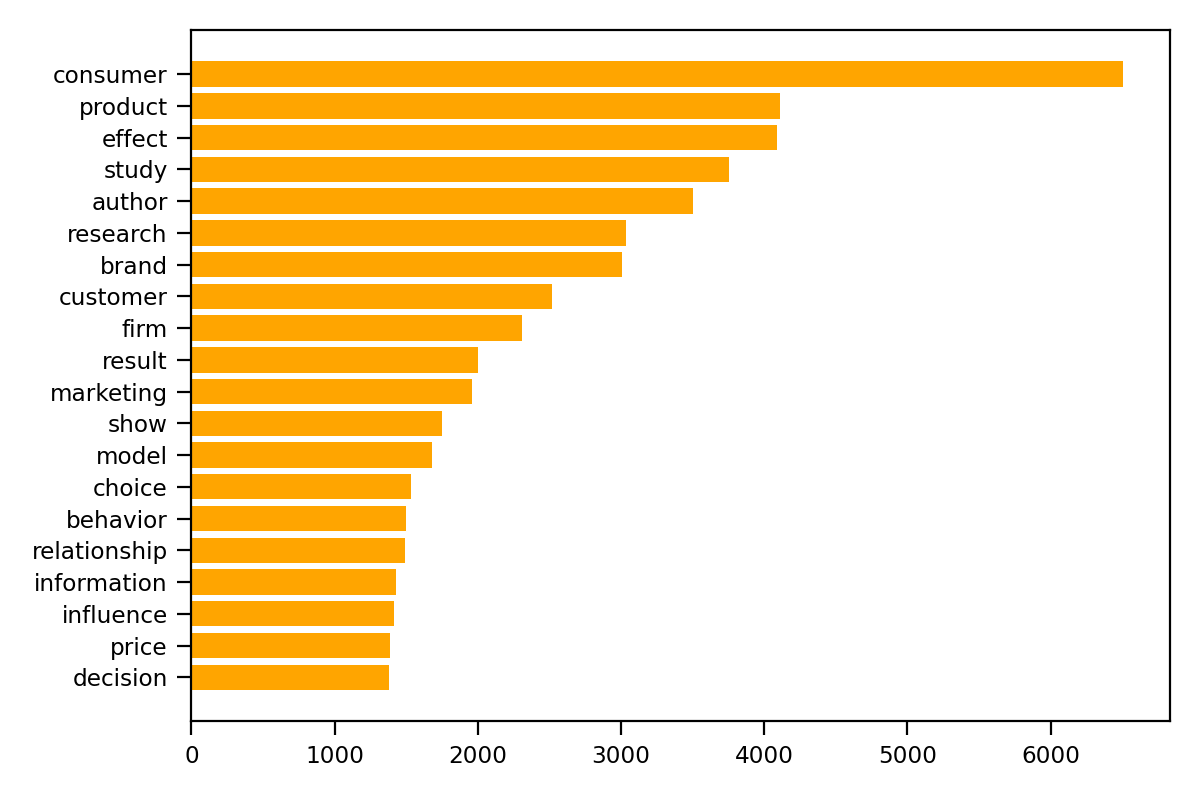 consumer
product
effect
study
author
research
brand
customer
firm
result
marketing
show
model
choice
behavior
relationship
information
influence
price
decision
0 1000 2000 3000 4000 5000 6000